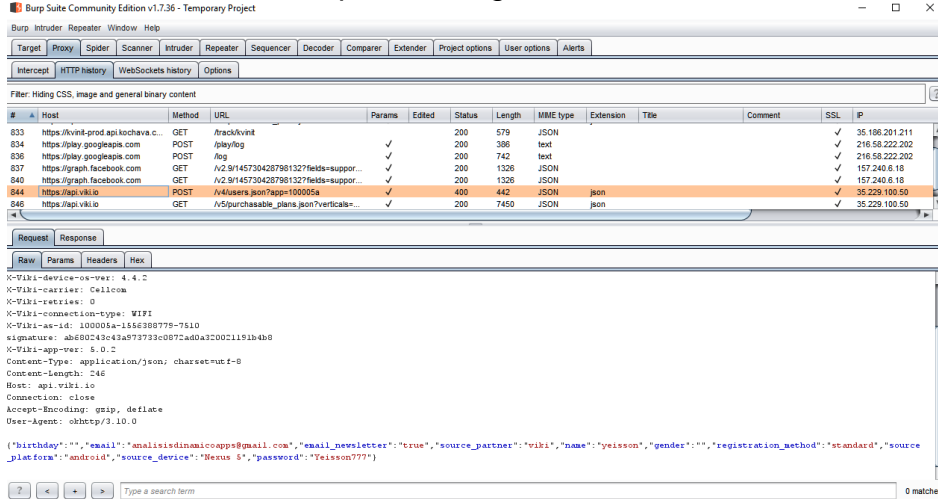 Burp Suite Community Edition v1.7.36 - Temporary Project
Burp Intruder Repeater Window Help
Target Proxy Spider Scanner Intruder Repeater Sequencer Decoder Comparer Extender Project options User options Alerts
Intercept HTTP history WebSockets history Options
Filter: Hiding CSS, image and general binary content
# Host Method URL Params Edited Status Length MIME type Extension Title Comment SSL IP
833 https://kvinit-prod.api.kochava.c... GET /track/kvinit 200 579 JSON ✓ 35.186.201.211
834 https://play.googleapis.com POST /play/log ✓ 200 386 text ✓ 216.58.222.202
836 https://play.googleapis.com POST /log ✓ 200 742 text ✓ 216.58.222.202
837 https://graph.facebook.com GET /v2.9/145730428798132?fields=suppor... ✓ 200 1326 JSON ✓ 157.240.6.18
840 https://graph.facebook.com GET /v2.9/145730428798132?fields=suppor... ✓ 200 1326 JSON ✓ 157.240.6.18
844 https://api.viki.io POST /v4/users.json?app=100005a ✓ 400 442 JSON json ✓ 35.229.100.50
846 https://api.viki.io GET /v5/purchasable_plans.json?verticals=... ✓ 200 7450 JSON json ✓ 35.229.100.50
Request Response
Raw Params Headers Hex
X-Viki-device-os-ver: 4.4.2
X-Viki-carrier: Cellcom
X-Viki-retries: 0
X-Viki-connection-type: WIFI
X-Viki-as-id: 100005a-1556388779-7510
signature: ab680243c43a973733c0872ad0a320021191b4b8
X-Viki-app-ver: 5.0.2
Content-Type: application/json; charset=utf-8
Content-Length: 246
Host: api.viki.io
Connection: close
Accept-Encoding: gzip, deflate
User-Agent: okhttp/3.10.0
{"birthday":"","email":"analisisdinamicoapps@gmail.com","email_newsletter":"true","source_partner":"viki","name":"yeisson","gender":"","registration_method":"standard","source
_platform":"android","source_device":"Nexus 5","password":"Yeisson777"}
? < + > Type a search term 0 matche